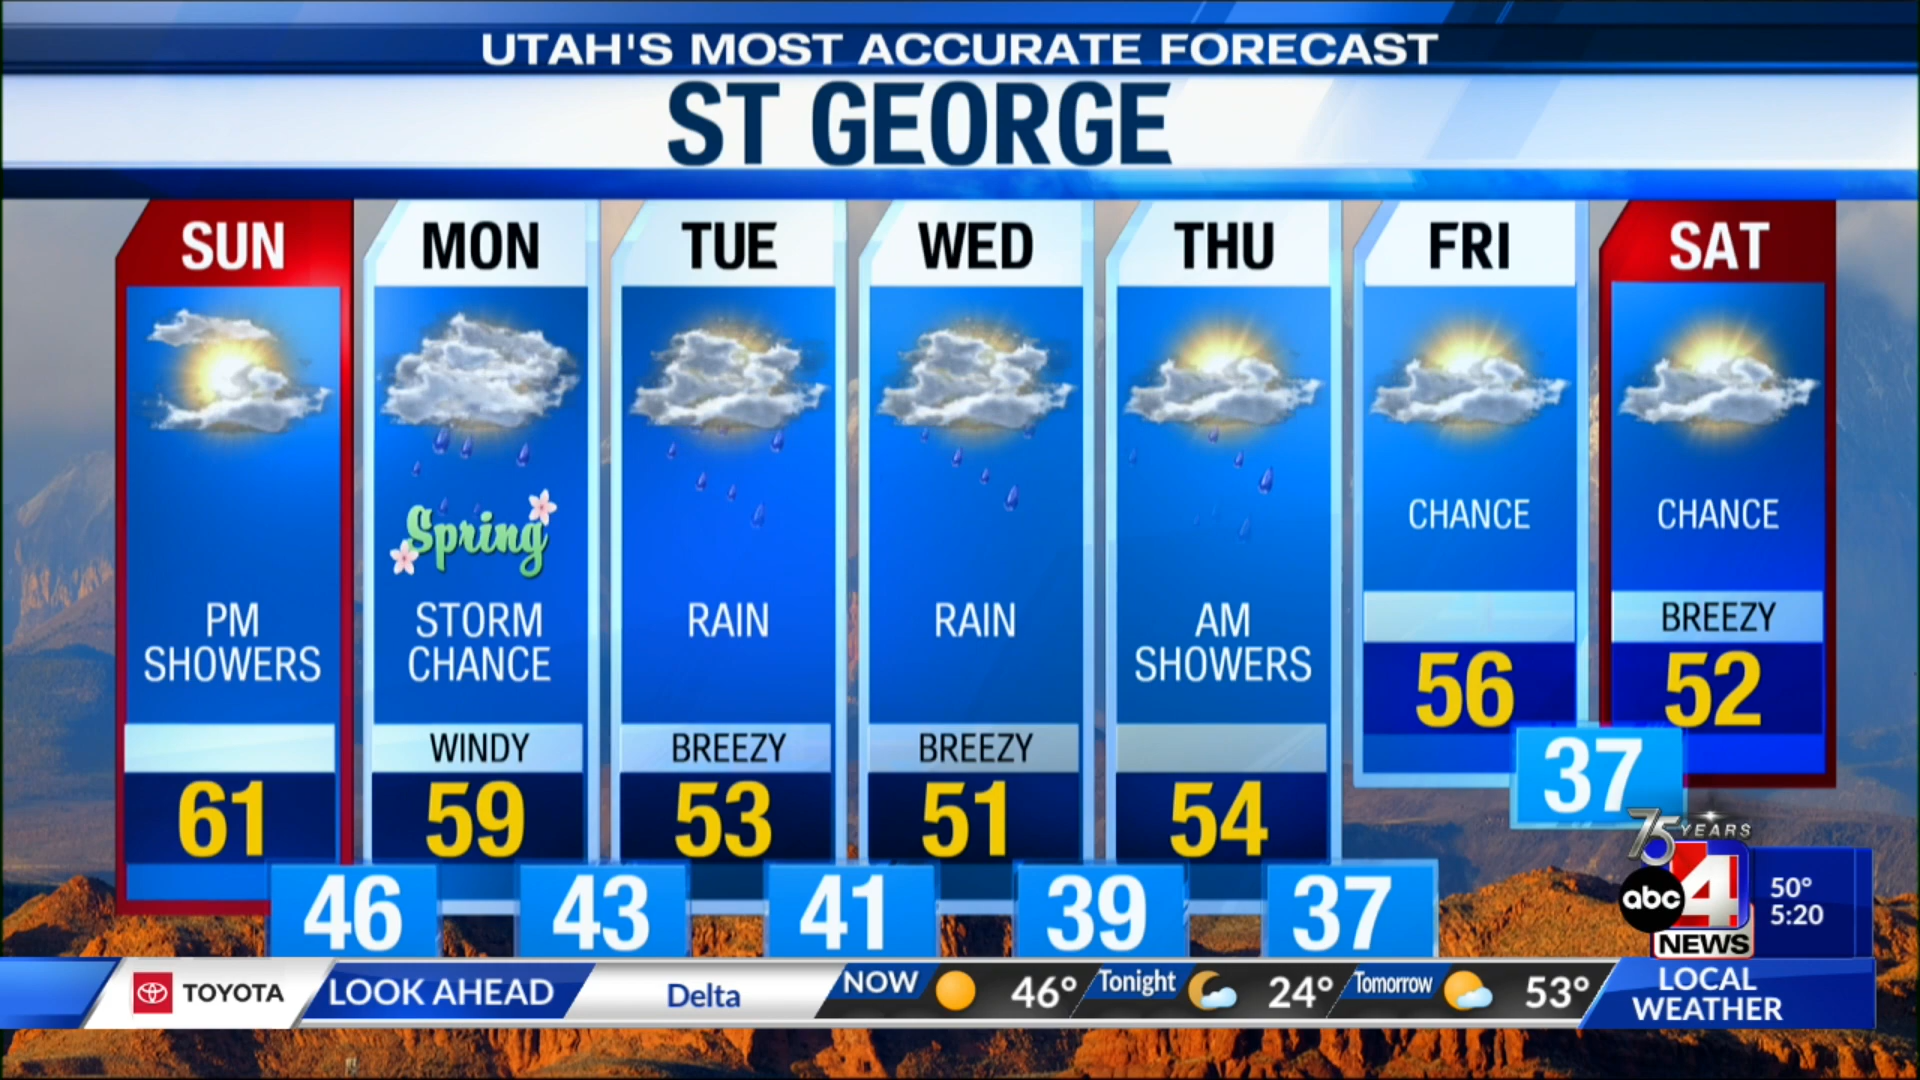 UTAH'S MOST ACCURATE FORECAST
ST GEORGE
SUN
MON
TUE
WED
THU
FRI
SAT
Spring
CHANCE
CHANCE
PM
SHOWERS
STORM
CHANCE
RAIN
RAIN
AM
SHOWERS
BREEZY
56
52
WINDY
BREEZY
BREEZY
37
61
59
53
51
54
46
43
41
39
37
75 YEARS
abc 4
NEWS
50°
5:20
TOYOTA
LOOK AHEAD
Delta
NOW
46°
Tonight
24°
Tomorrow
53°
LOCAL
WEATHER